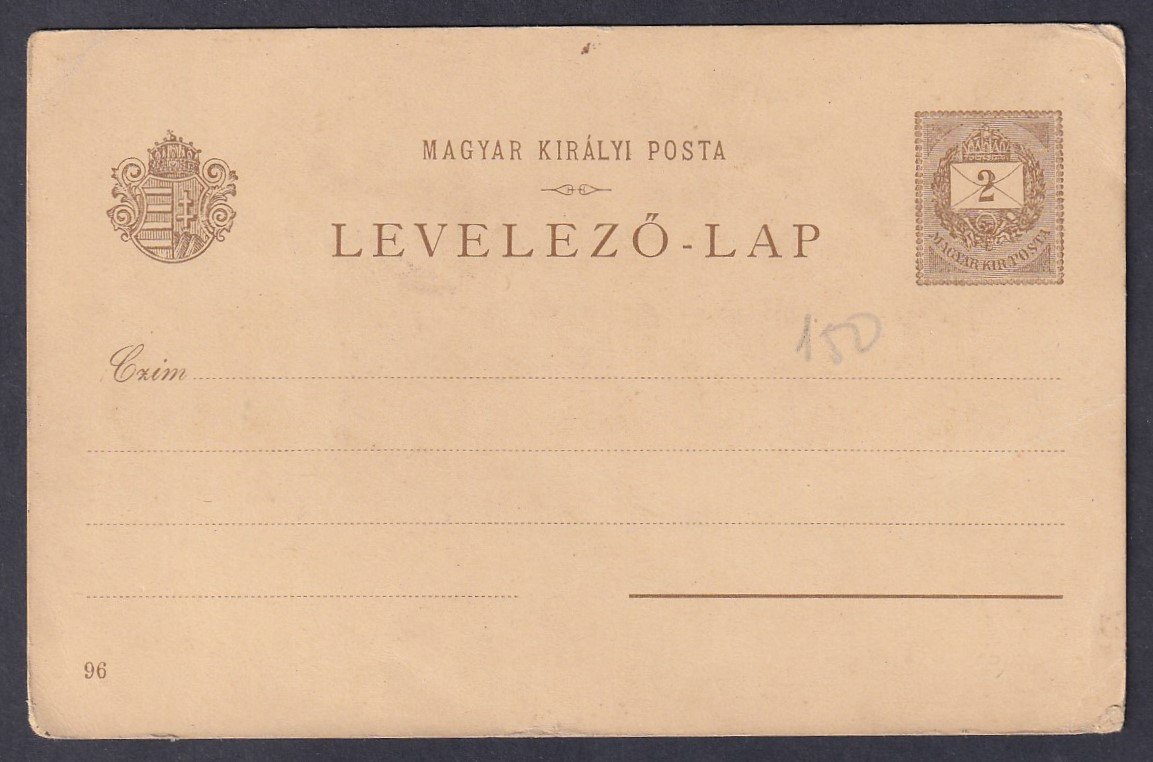 MAGYAR KIRÁLYI POSTA
LEVELEZŐ-LAP
2
MAGYAR KIR. POSTA
150
Czim
96